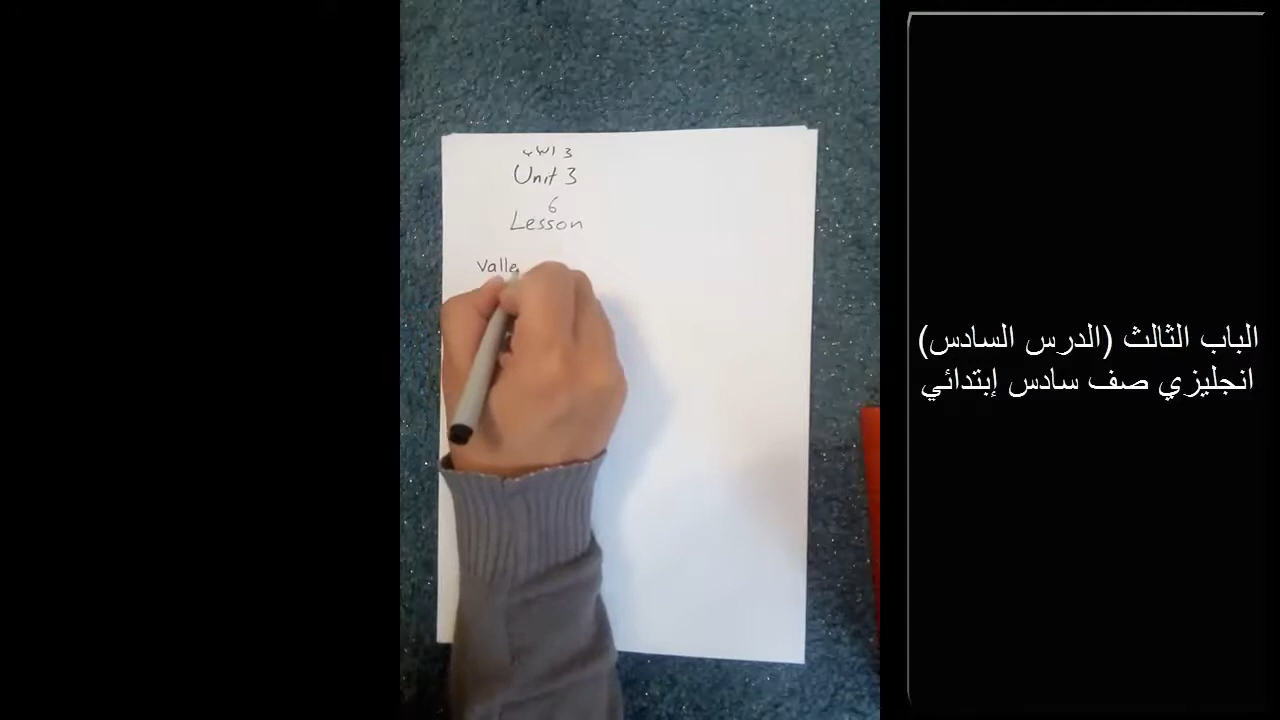 3 الباب
Unit 3
6
Lesson
Valle
الباب الثالث (الدرس السادس)
انجليزي صف سادس إبتدائي